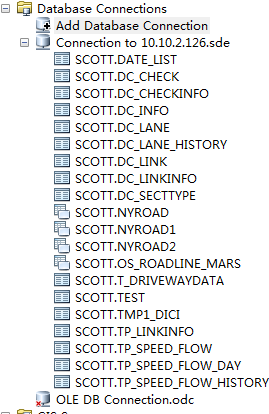 Database Connections
Add Database Connection
Connection to 10.10.2.126.sde
SCOTT.DATE_LIST
SCOTT.DC_CHECK
SCOTT.DC_CHECKINFO
SCOTT.DC_INFO
SCOTT.DC_LANE
SCOTT.DC_LANE_HISTORY
SCOTT.DC_LINK
SCOTT.DC_LINKINFO
SCOTT.DC_SECTTYPE
SCOTT.NYROAD
SCOTT.NYROAD1
SCOTT.NYROAD2
SCOTT.OS_ROADLINE_MARS
SCOTT.T_DRIVEWAYDATA
SCOTT.TEST
SCOTT.TMP1_DICI
SCOTT.TP_LINKINFO
SCOTT.TP_SPEED_FLOW
SCOTT.TP_SPEED_FLOW_DAY
SCOTT.TP_SPEED_FLOW_HISTORY
OLE DB Connection.odc